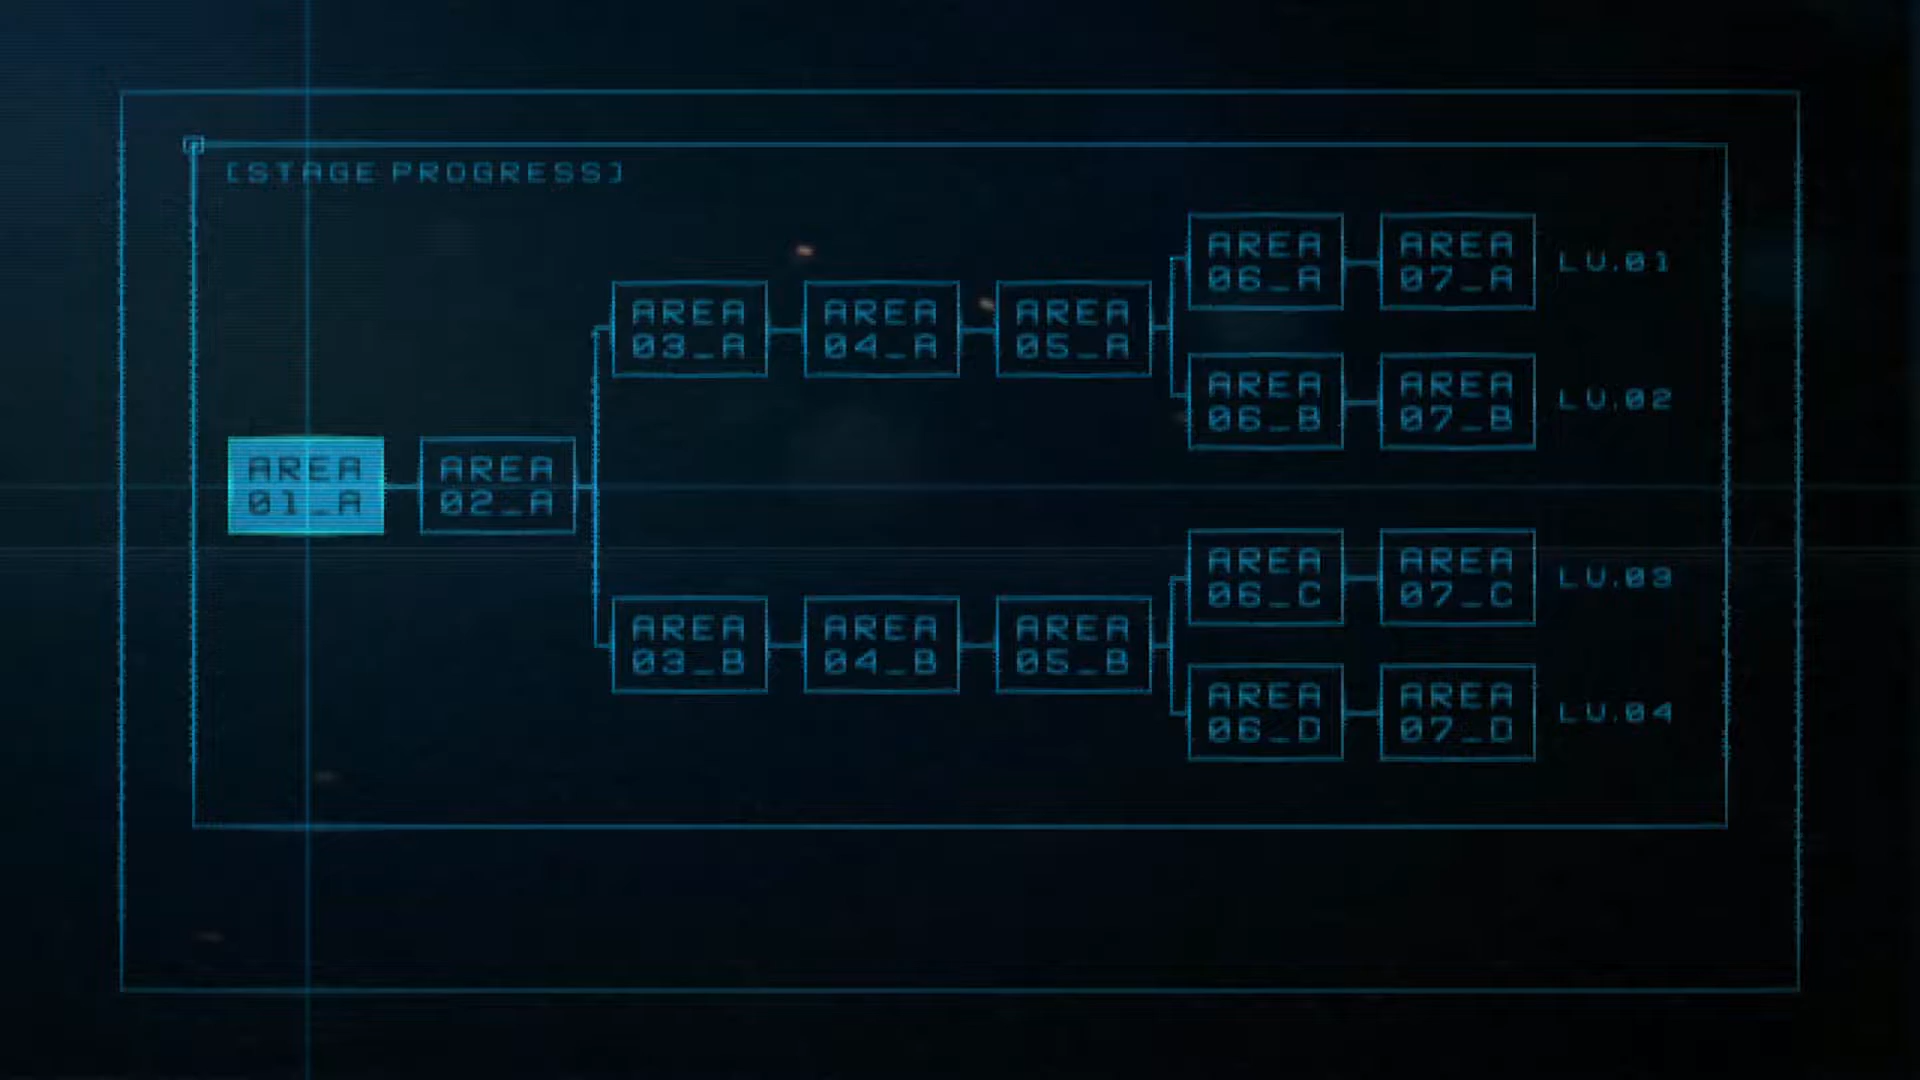 [STAGE PROGRESS]
AREA
01_A
AREA
02_A
AREA
03_A
AREA
04_A
AREA
05_A
AREA
06_A
AREA
07_A
LV.01
AREA
06_B
AREA
07_B
LV.02
AREA
03_B
AREA
04_B
AREA
05_B
AREA
06_C
AREA
07_C
LV.03
AREA
06_D
AREA
07_D
LV.04